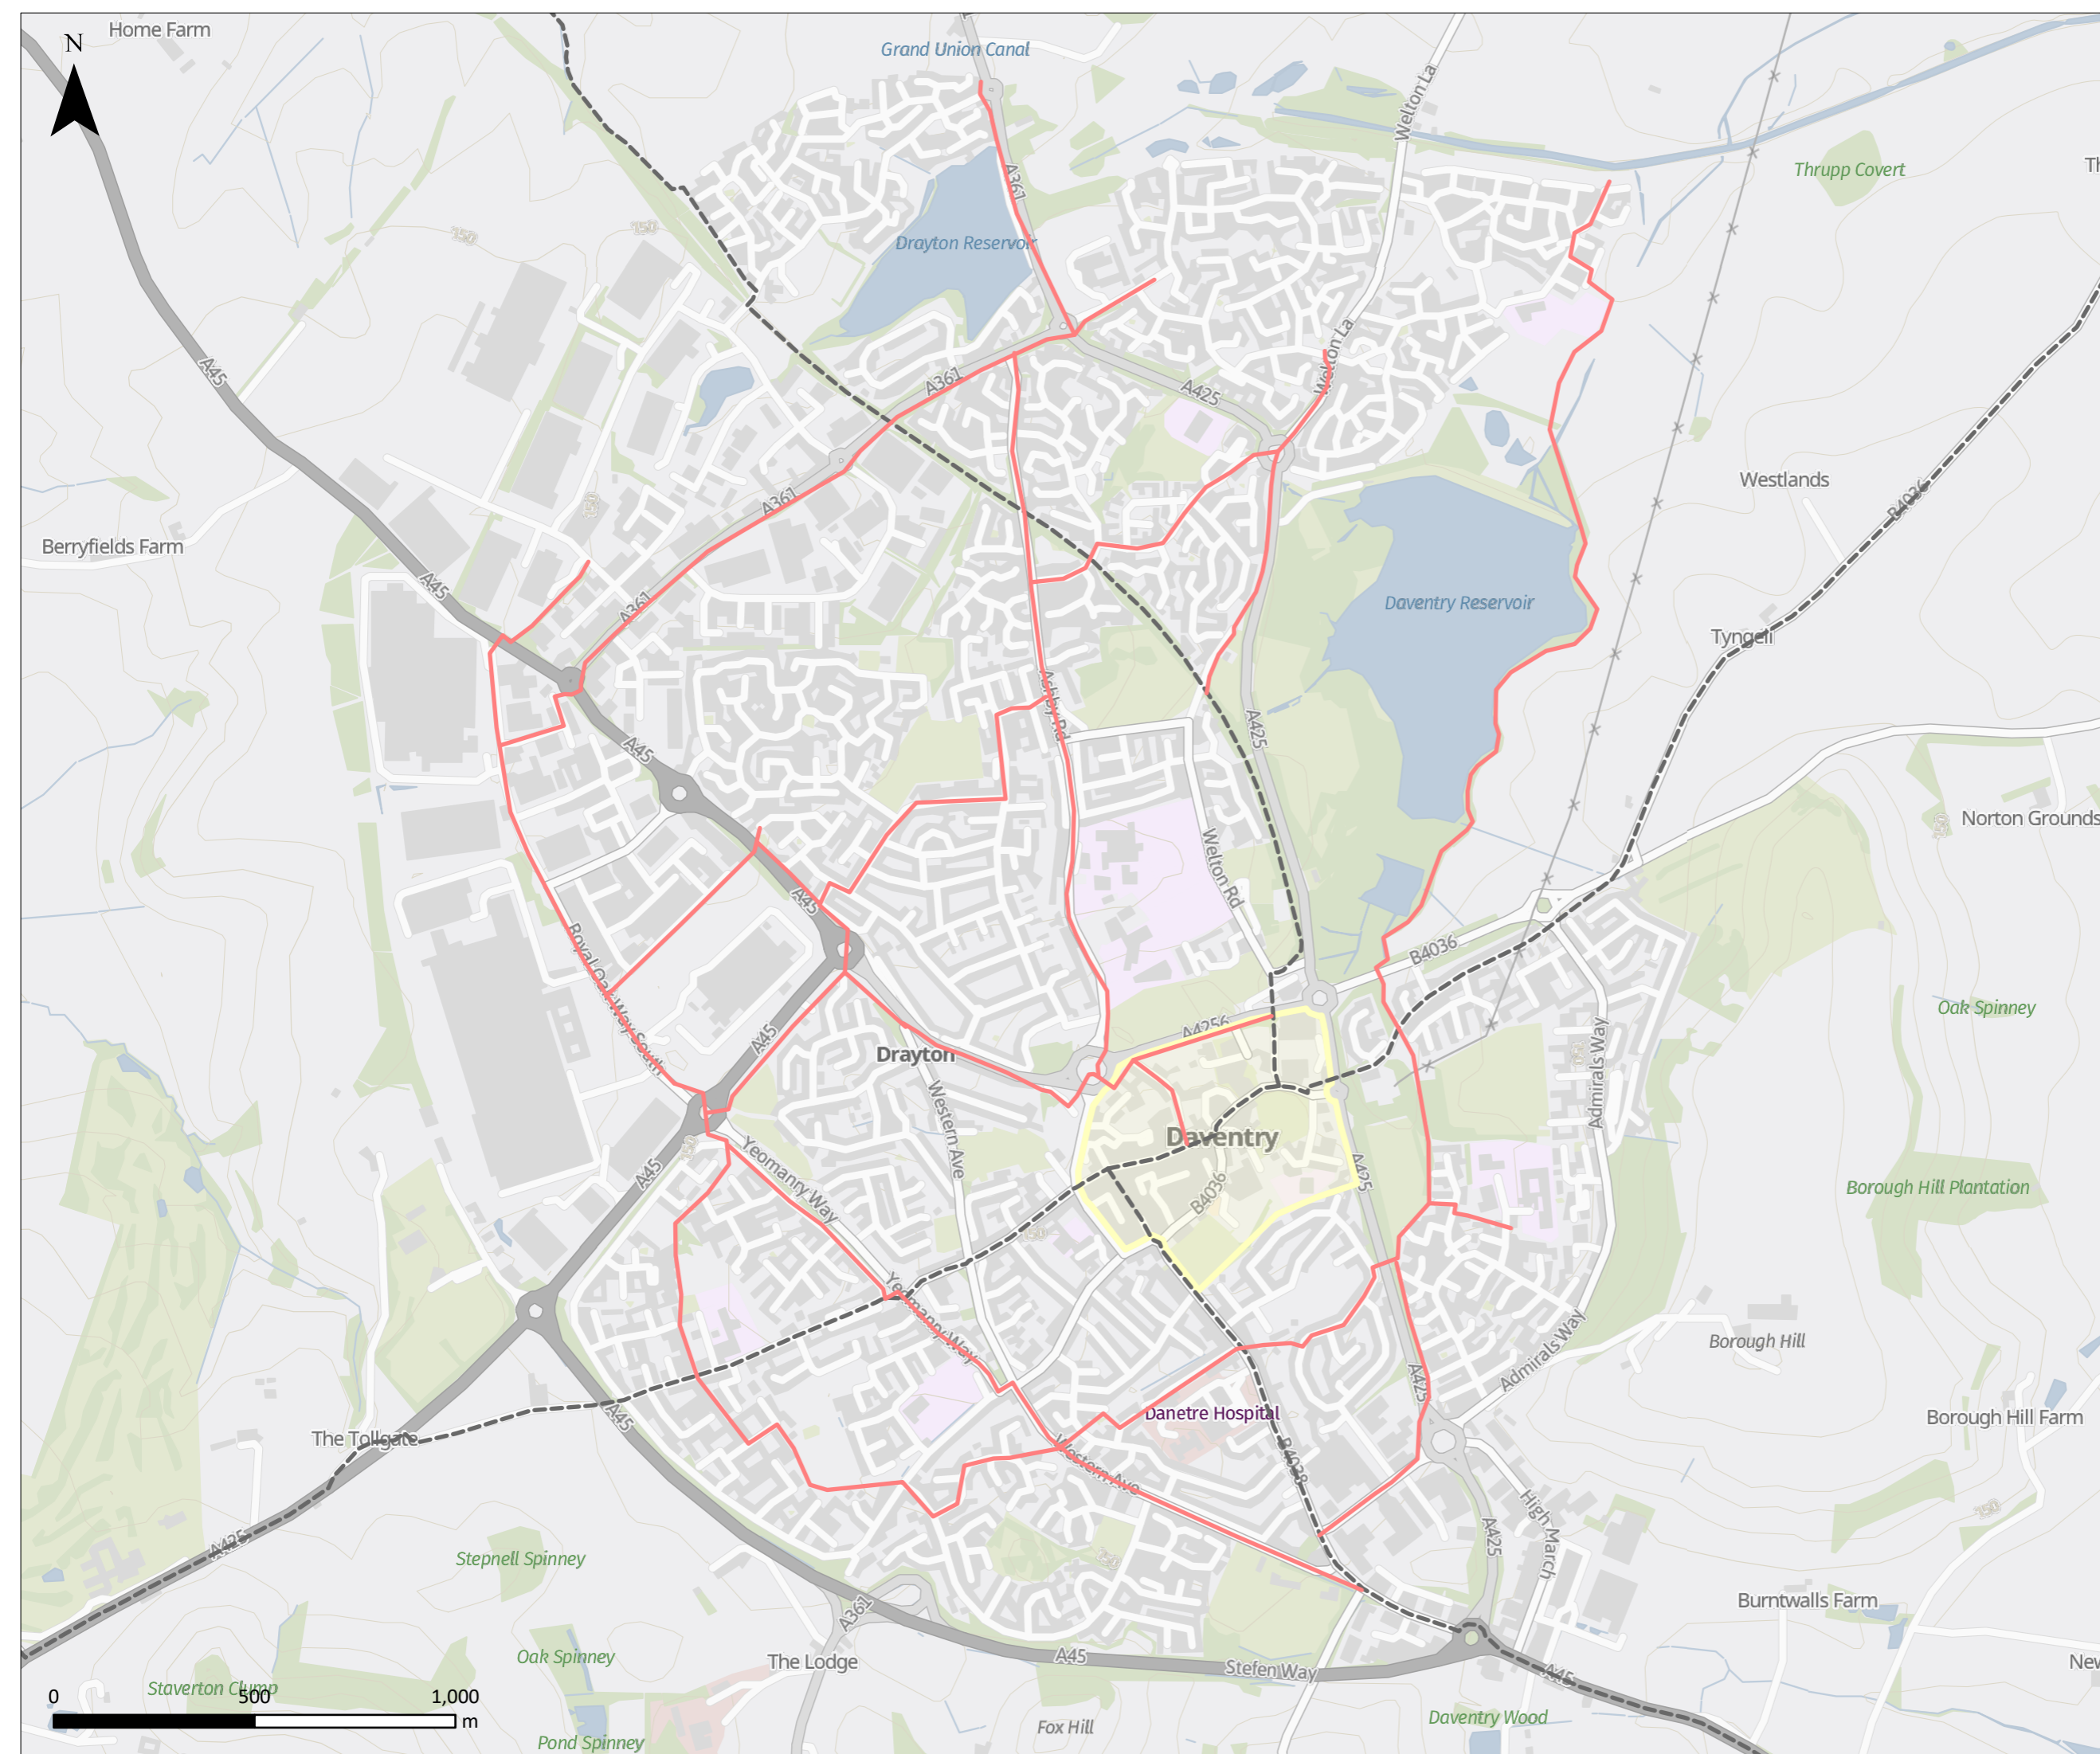 Home Farm
N
Grand Union Canal
Welton La
A361
Thrupp Covert
Drayton Reservoir
A45
Welton La
A361
A425
Westlands
B4036
A361
Berryfields Farm
A45
A361
Daventry Reservoir
Tyngell
Ashby Rd
A425
A45
Norton Grounds
Welton Rd
A45
Royal Oak Way South
B4036
Oak Spinney
A4256
A45
Drayton
Admirals Way
Western Ave
Daventry
Yeomanry Way
A45
A425
B4036
Borough Hill Plantation
Yeomanry Way
Borough Hill
Admirals Way
A425
Danetre Hospital
A45
Borough Hill Farm
The Tollgate
Western Ave
B4038
High March
A425
A425
Stepnell Spinney
Burntwalls Farm
A361
Oak Spinney
The Lodge
A45
Stefen Way
A45
New
Staverton Clump
0 500 1,000
m
Daventry Wood
Fox Hill
Pond Spinney